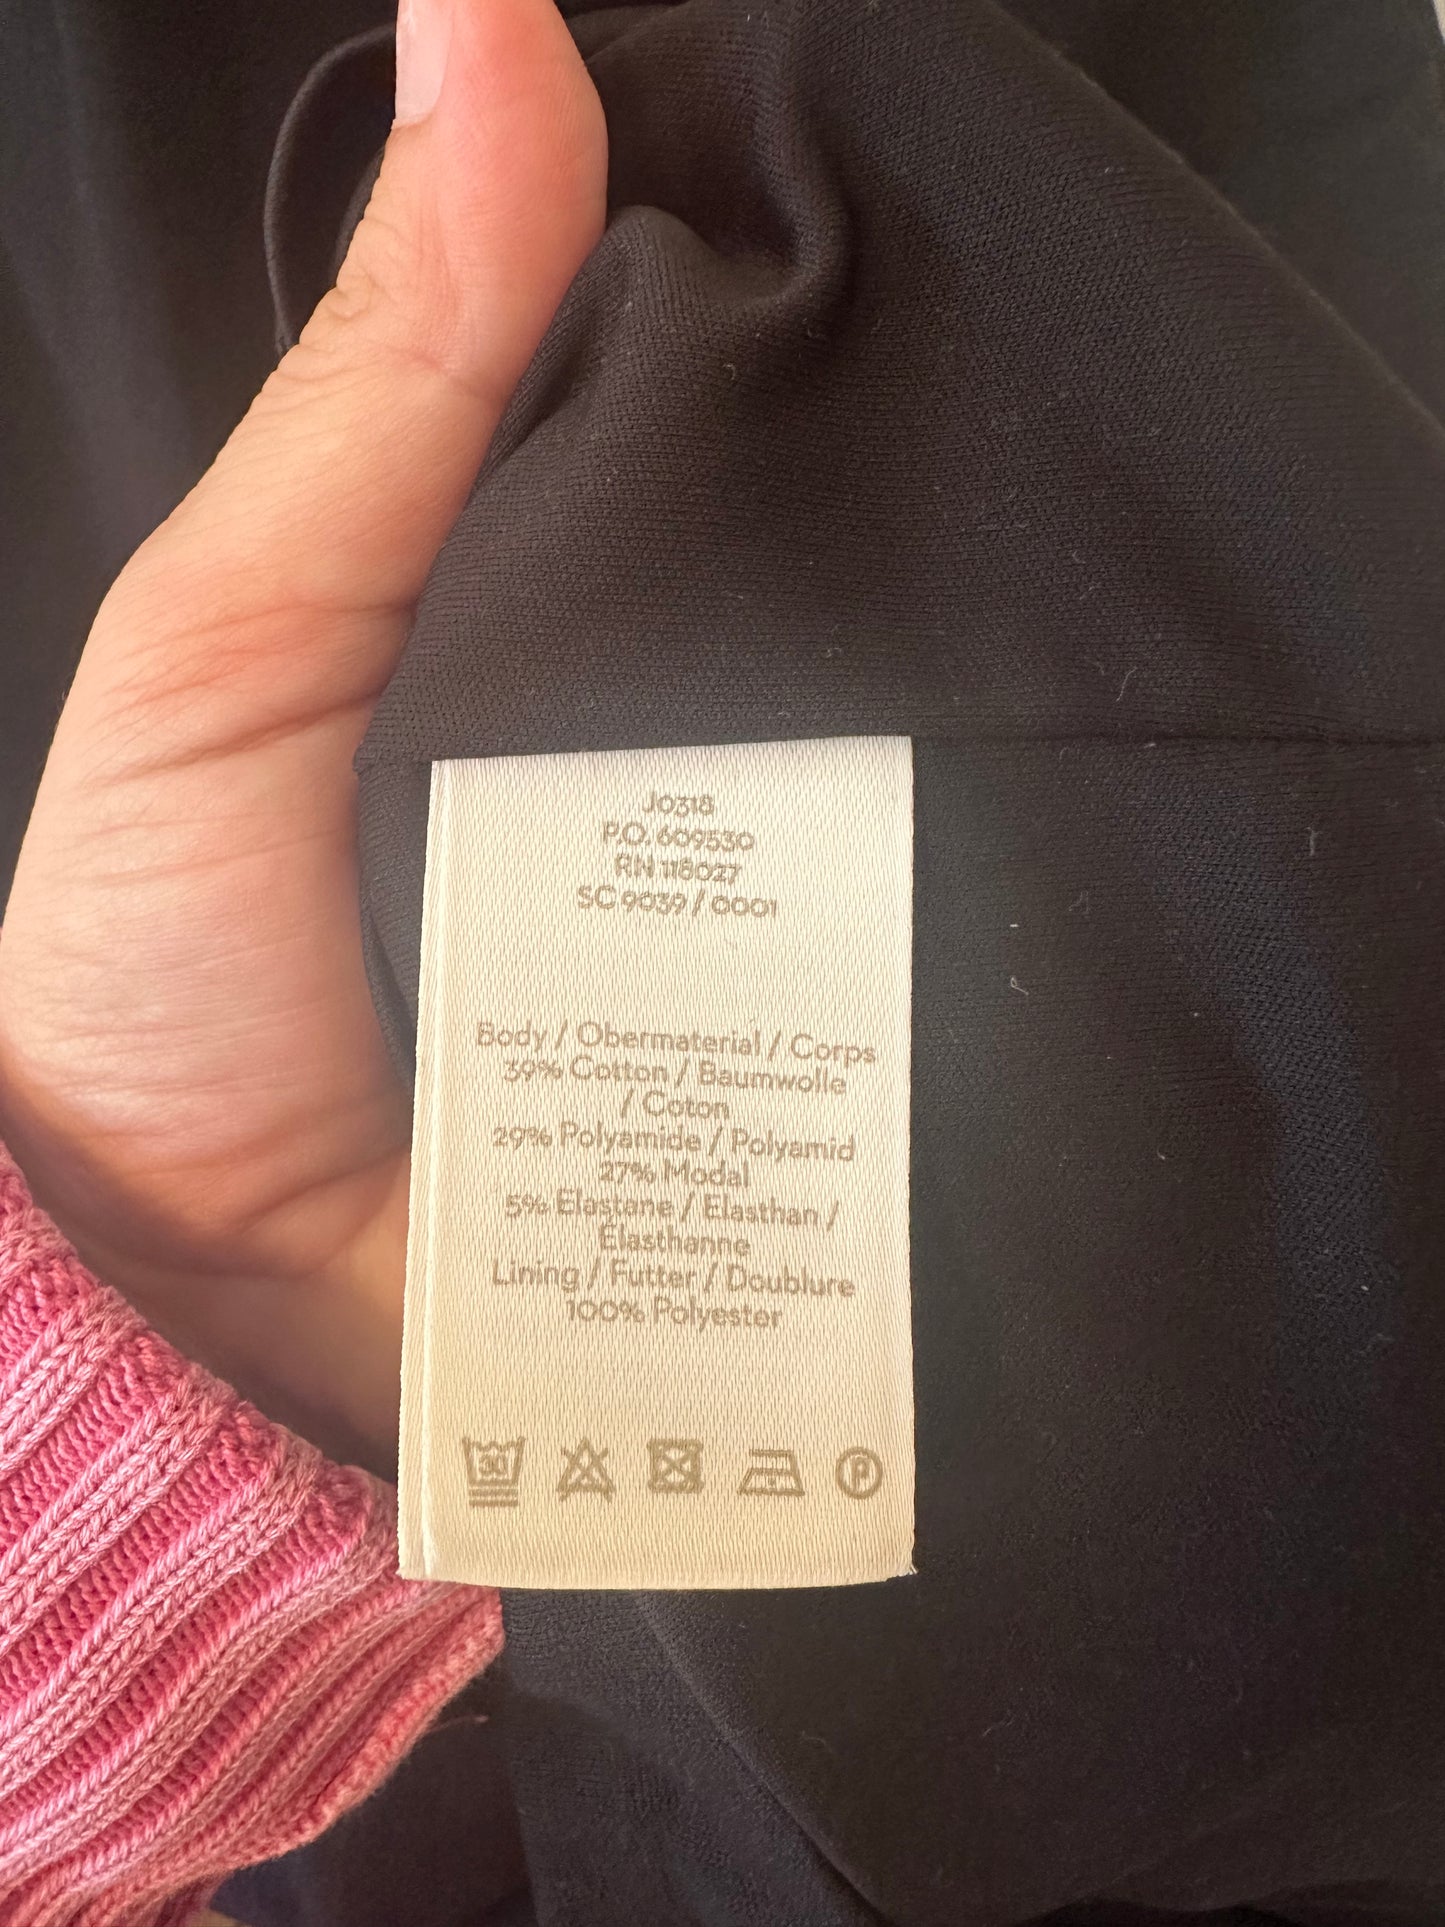 J0318
P.O. 609530
RN 118027
SC 9039 / 0001
Body / Obermaterial / Corps
39% Cotton / Baumwolle
/ Coton
29% Polyamide / Polyamid
27% Modal
5% Elastane / Elasthan /
Élasthanne
Lining / Futter / Doublure
100% Polyester
30
P